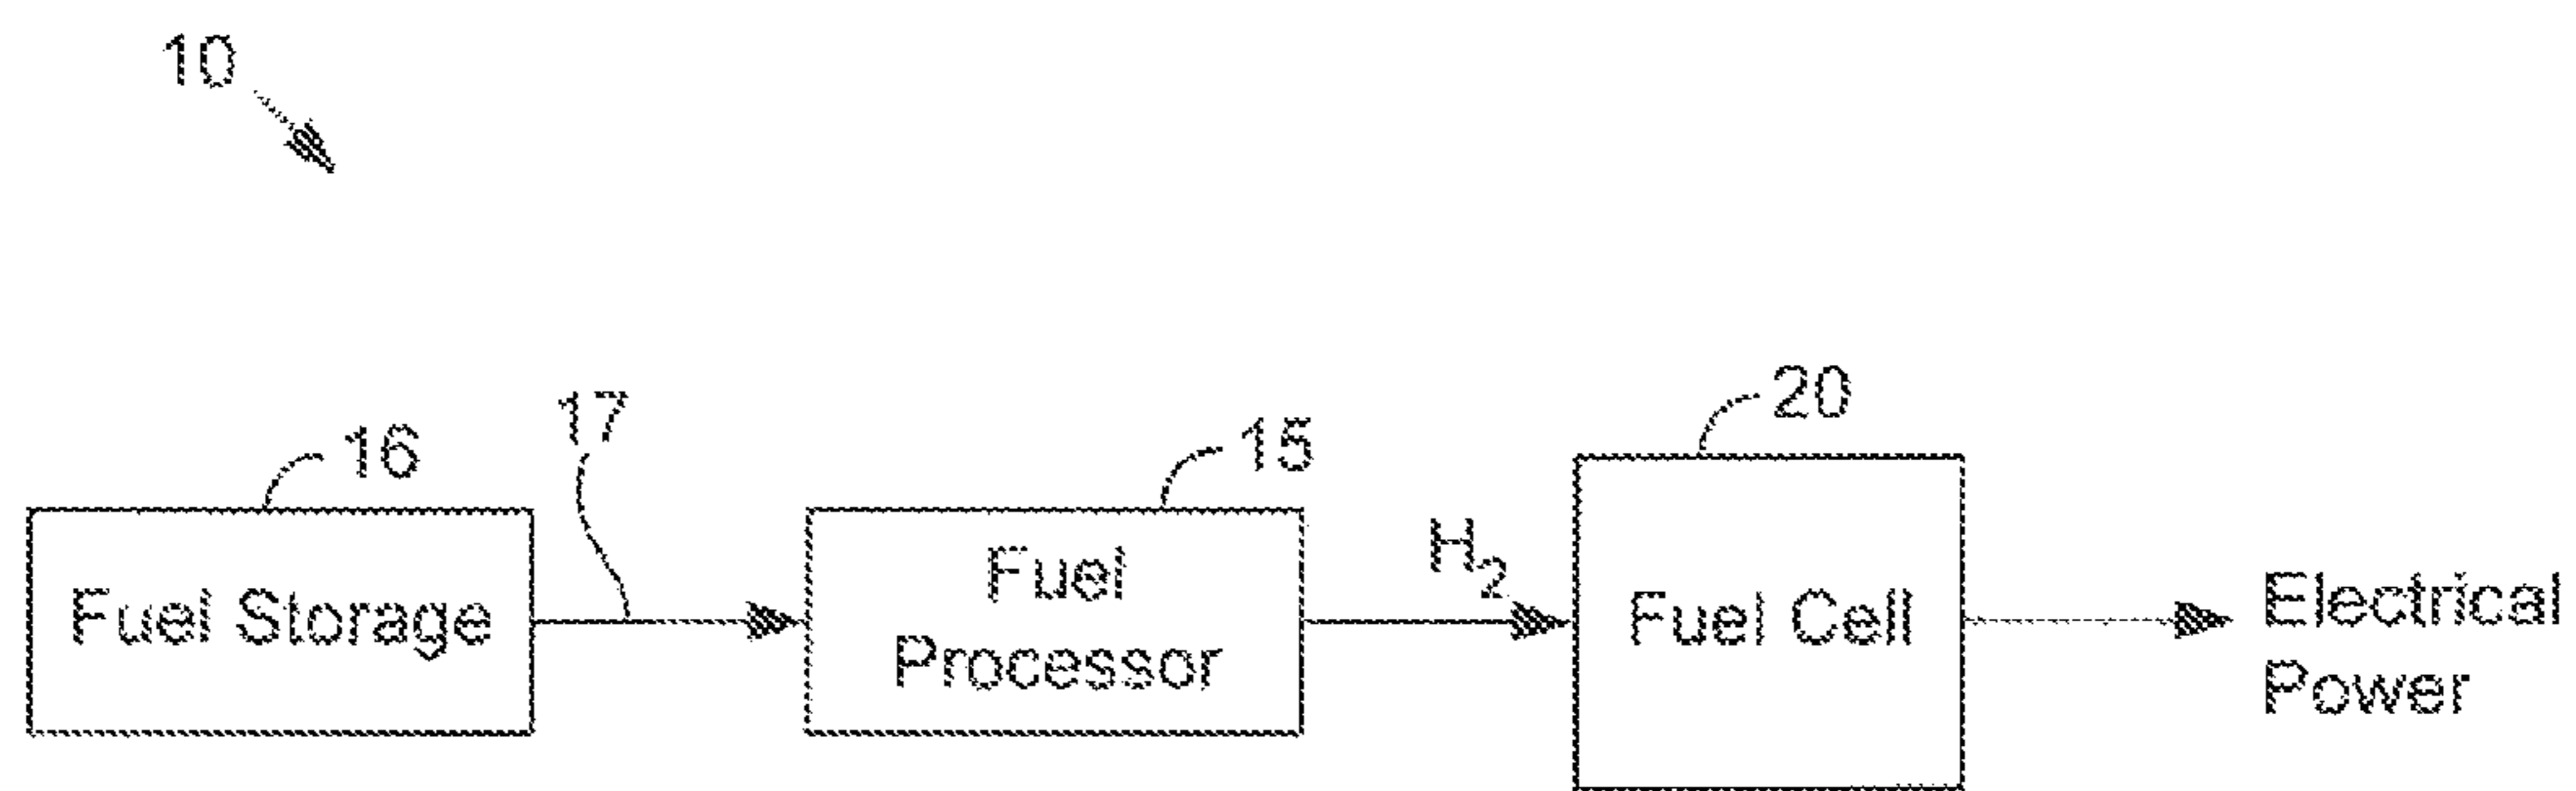 10
17
16
15
20
H₂
Fuel Storage
Fuel
Processor
Fuel Cell
Electrical
Power